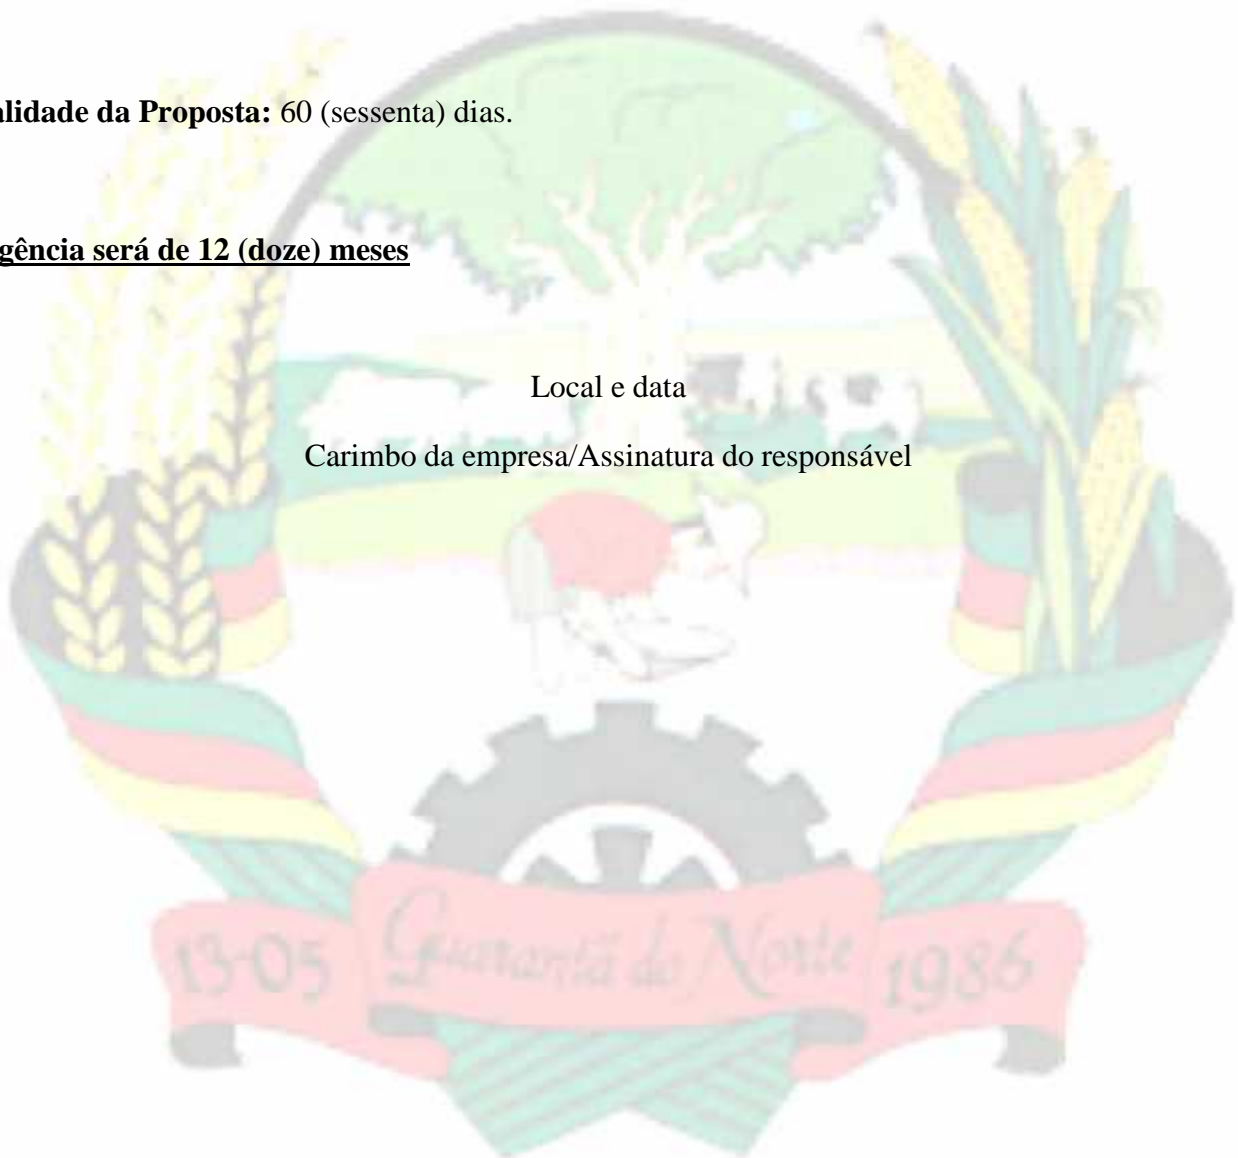 alidade da Proposta: 60 (sessenta) dias.
gência será de 12 (doze) meses
Local e data
Carimbo da empresa/Assinatura do responsável
13-05 Guarantã do Norte 1986